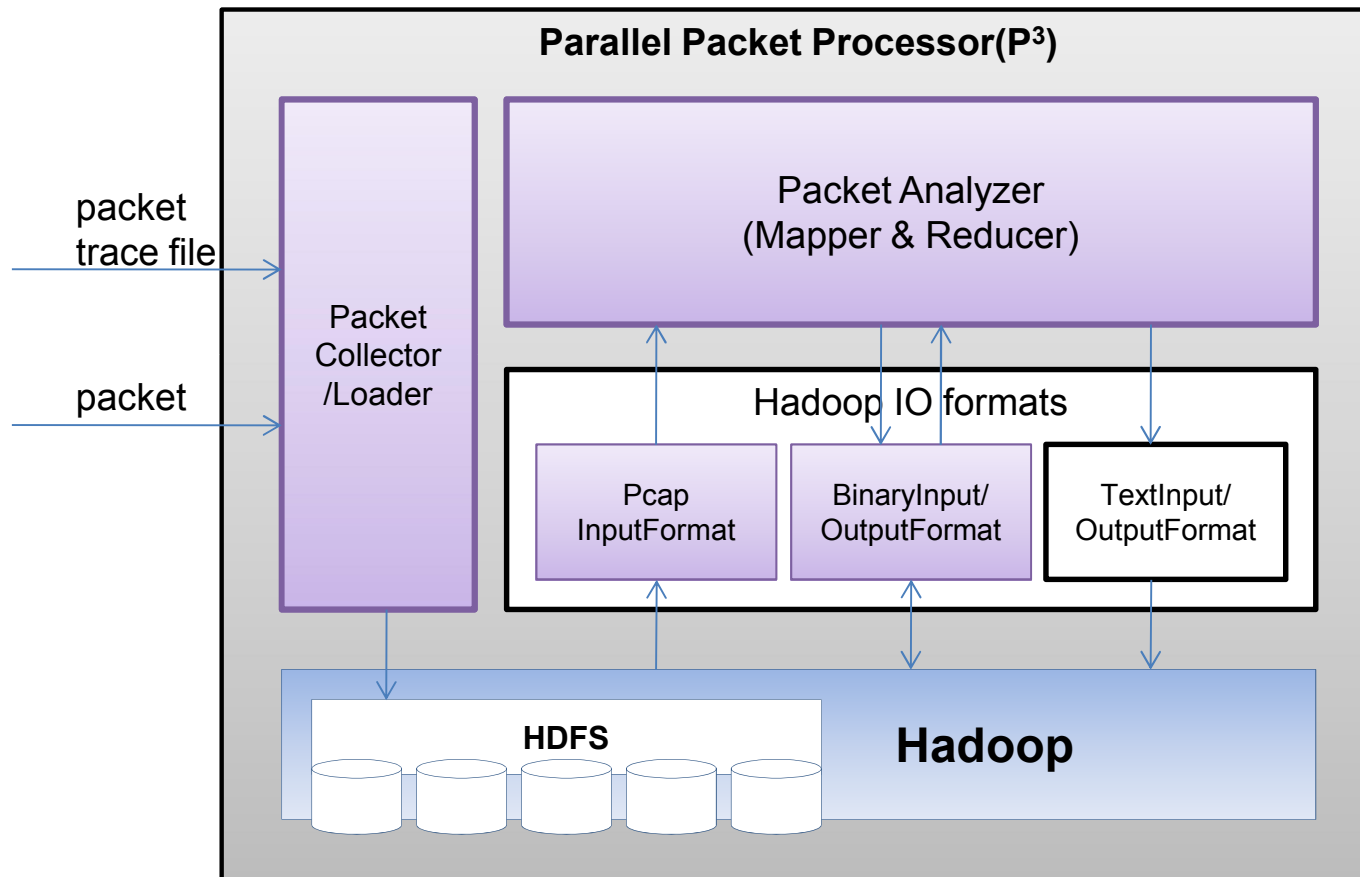 Parallel Packet Processor(P³)
packet
trace file
packet
Packet
Collector
/Loader
Packet Analyzer
(Mapper & Reducer)
Hadoop IO formats
Pcap
InputFormat
BinaryInput/
OutputFormat
TextInput/
OutputFormat
HDFS
Hadoop